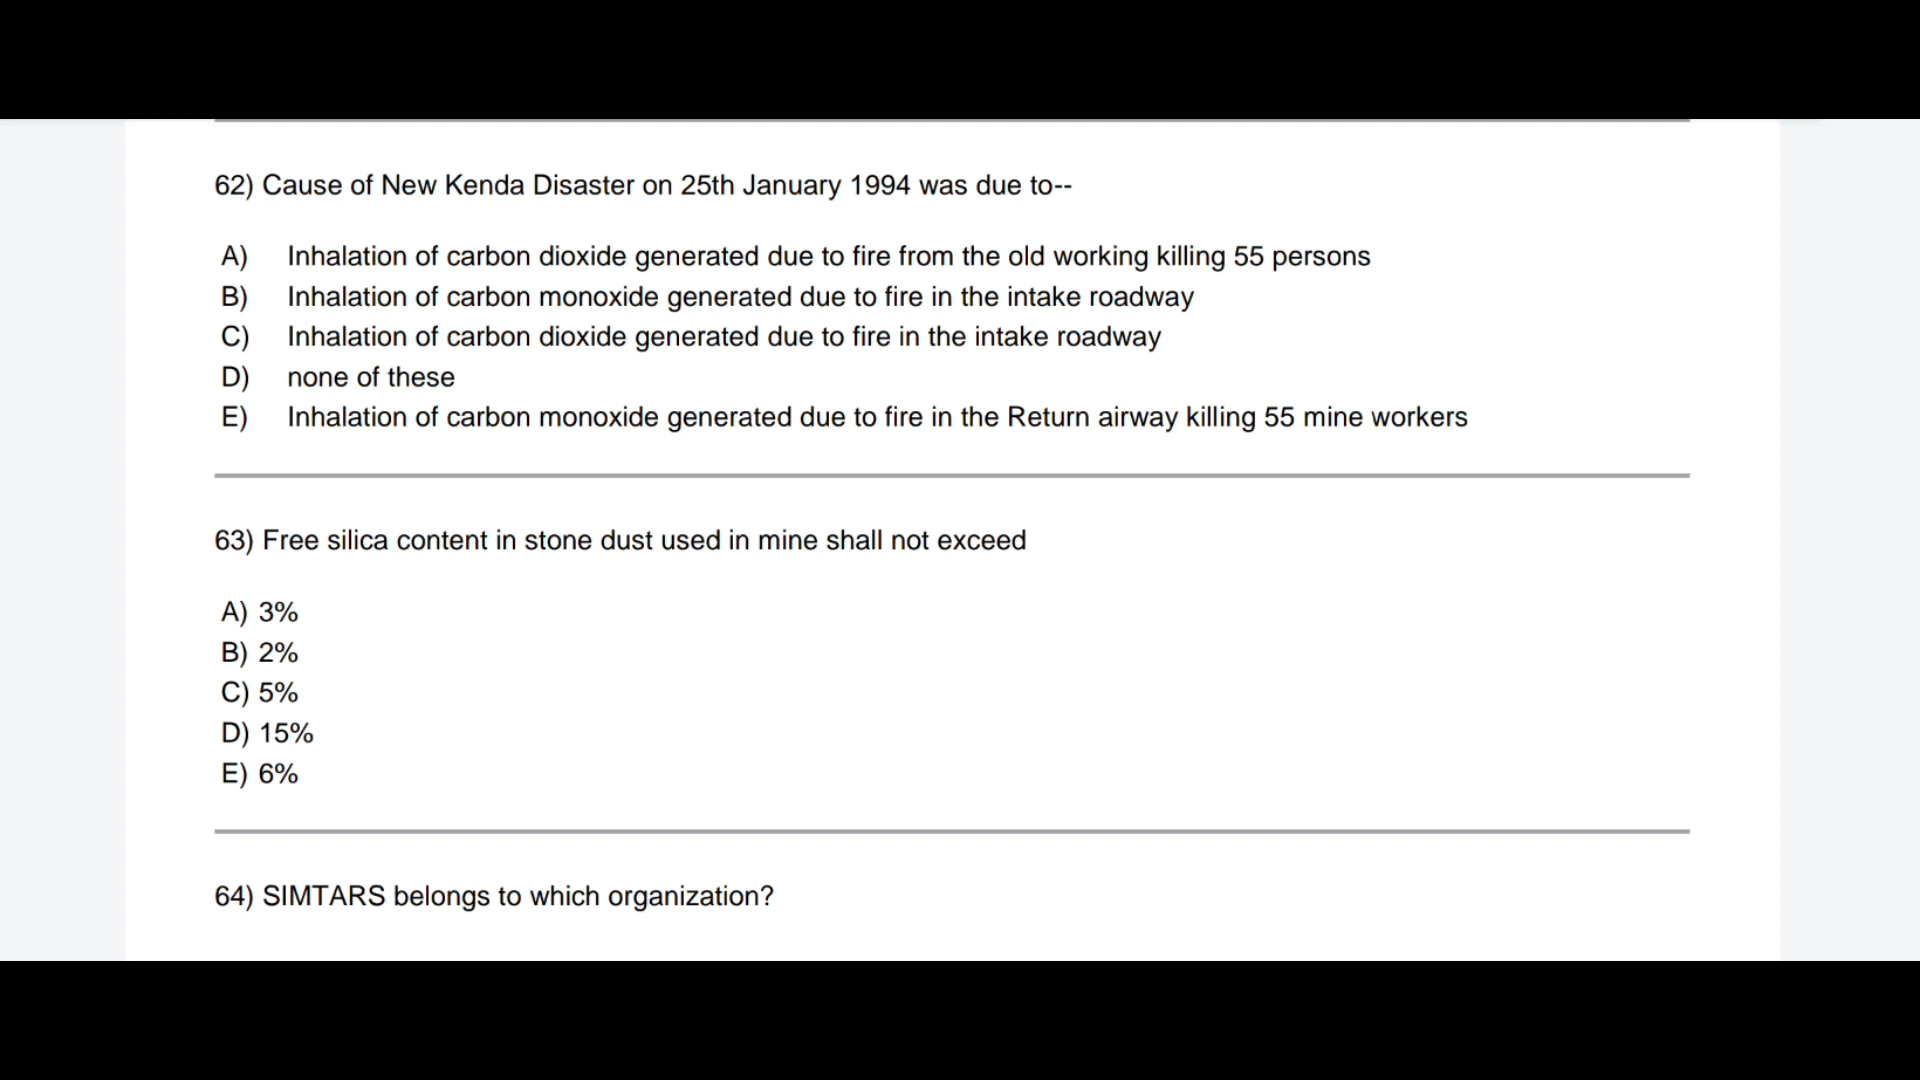 62) Cause of New Kenda Disaster on 25th January 1994 was due to--
A) Inhalation of carbon dioxide generated due to fire from the old working killing 55 persons
B) Inhalation of carbon monoxide generated due to fire in the intake roadway
C) Inhalation of carbon dioxide generated due to fire in the intake roadway
D) none of these
E) Inhalation of carbon monoxide generated due to fire in the Return airway killing 55 mine workers
63) Free silica content in stone dust used in mine shall not exceed
A) 3%
B) 2%
C) 5%
D) 15%
E) 6%
64) SIMTARS belongs to which organization?